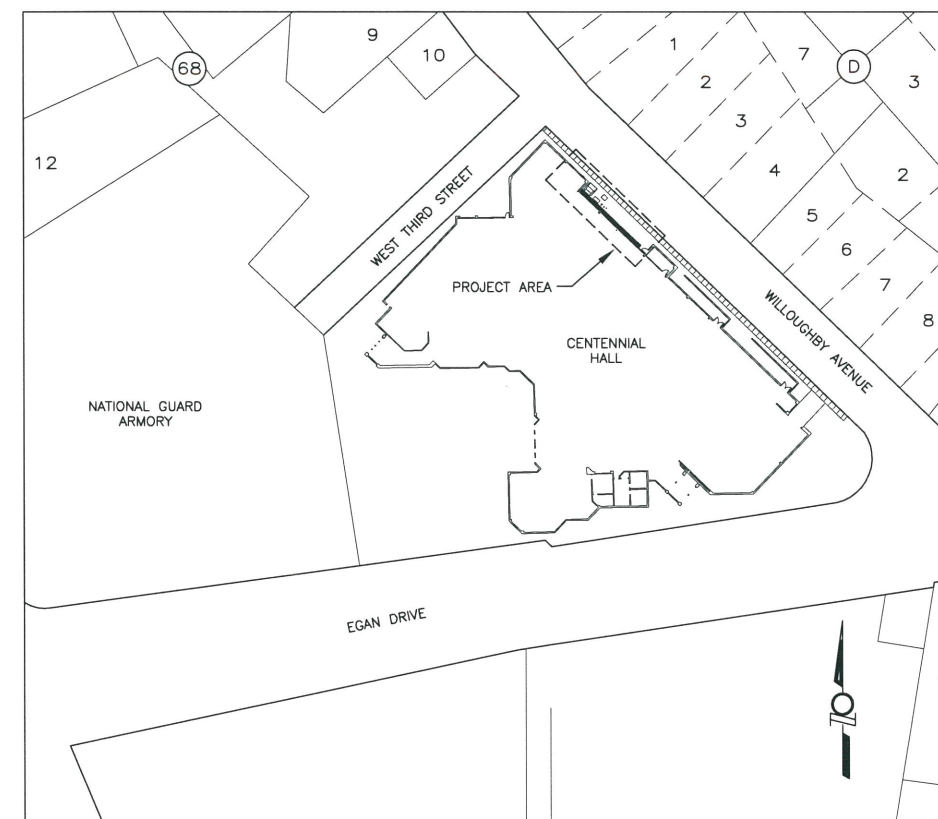 9
10
68
12
1
7
D
2
3
3
4
2
5
6
7
8
WEST THIRD STREET
PROJECT AREA
WILLOUGHBY AVENUE
CENTENNIAL
HALL
NATIONAL GUARD
ARMORY
EGAN DRIVE